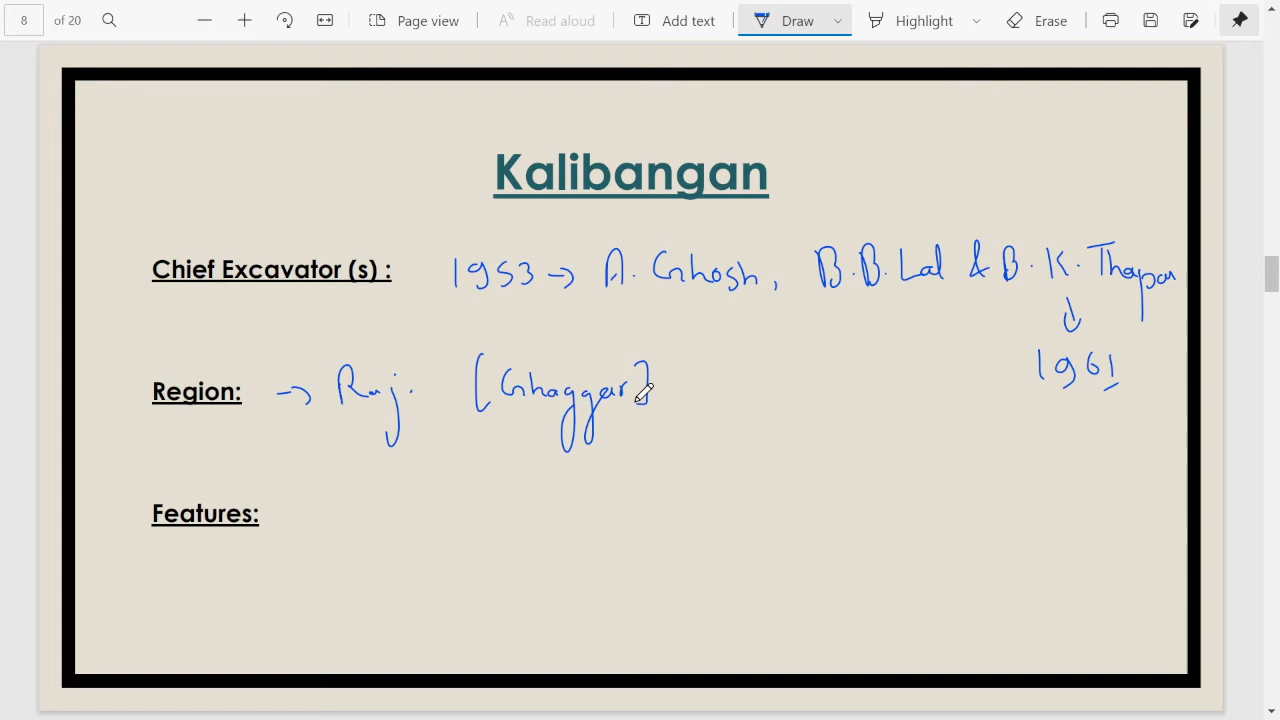 8 of 20 Page view Read aloud Add text Draw Highlight Erase
Kalibangan
Chief Excavator (s) : 1953 → A. Ghosh, B.B. Lal & B.K. Thapar
↓
1961
Region: → Raj. [Ghaggar]
Features: